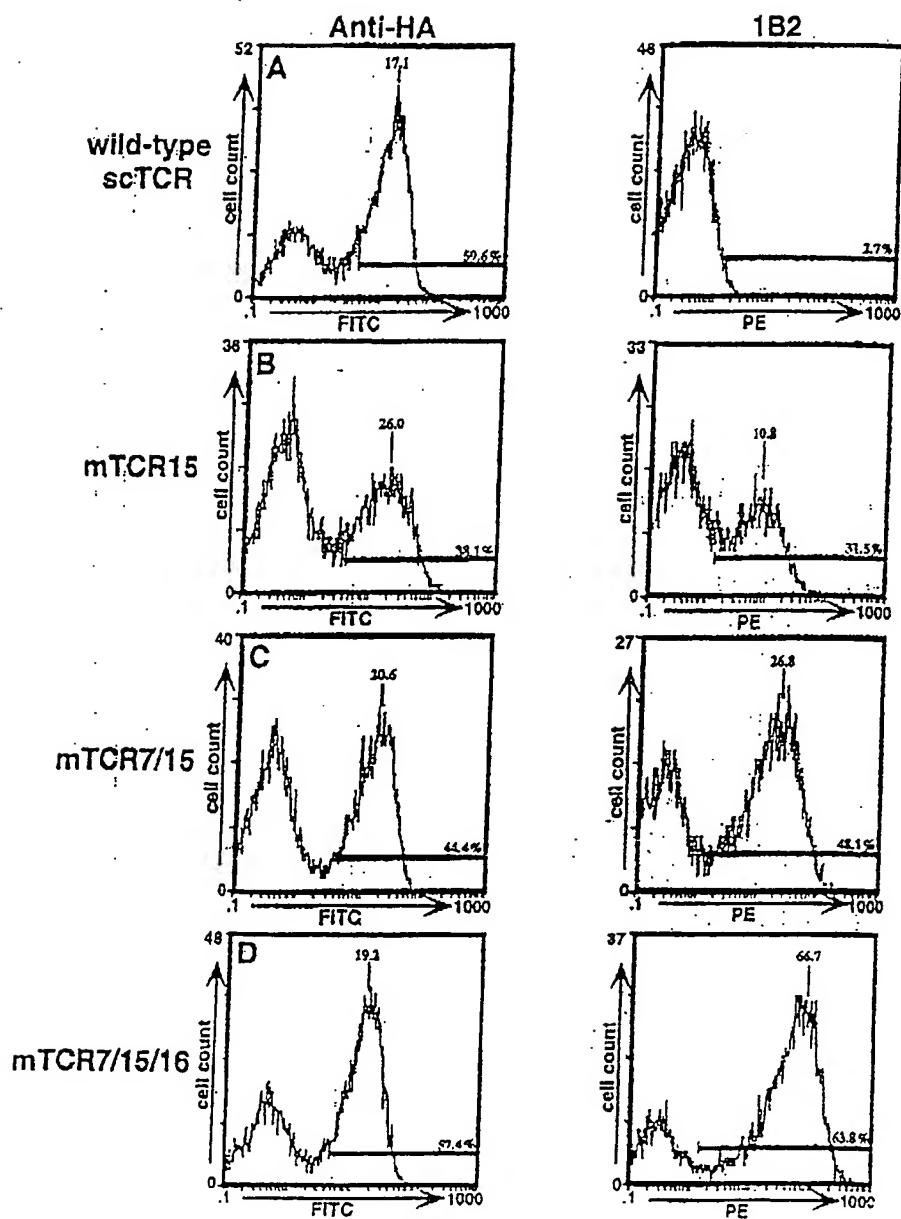 Anti-HA 1B2
wild-type
scTCR
52
A
17.1
cell count
59.6%
0
.1
FITC
1000
48
cell count
2.7%
0
.1
PE
1000
mTCR15
36
B
26.0
cell count
38.1%
0
.1
FITC
1000
33
10.8
cell count
0
.1
PE
1000
mTCR7/15
40
C
20.6
cell count
44.4%
0
.1
FITC
1000
27
26.8
cell count
48.1%
0
.1
PE
1000
mTCR7/15/16
48
D
19.2
cell count
57.4%
0
.1
FITC
1000
37
66.7
cell count
63.8%
0
.1
PE
1000